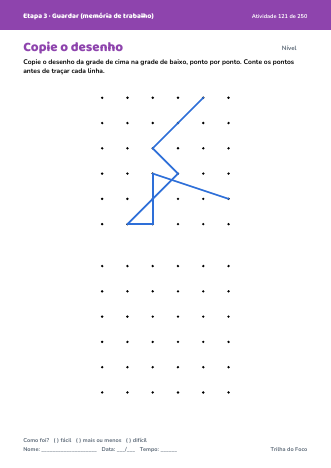 Etapa 3 · Guardar (memória de trabalho)
Atividade 121 de 250
Copie o desenho
Nível
Copie o desenho da grade de cima na grade de baixo, ponto por ponto. Conte os pontos
antes de traçar cada linha.
Como foi? ( ) fácil ( ) mais ou menos ( ) difícil
Nome: ____________________ Data: ___/___ Tempo: ______
Trilha do Foco